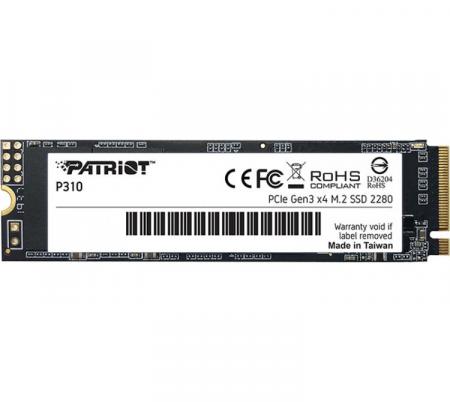 PATRIOT
P310
CE FC RoHS
COMPLIANT
D36204
RoHS
PCIe Gen3 x4 M.2 SSD 2280
Warranty void if
label removed
Made in Taiwan